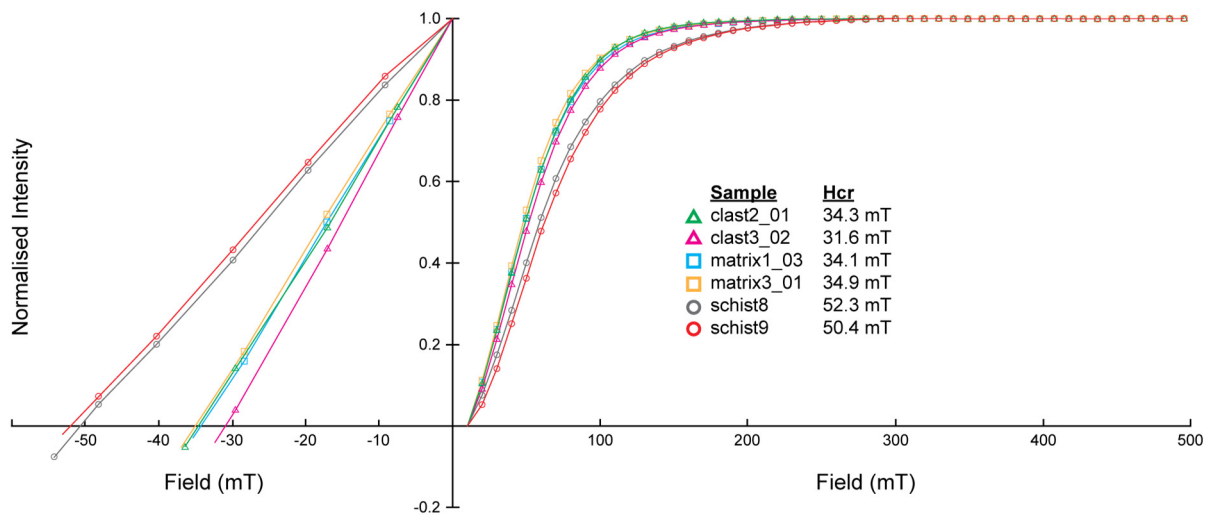 1.0
0.8
0.6
0.4
0.2
-0.2
Normalised Intensity
-50 -40 -30 -20 -10
100 200 300 400 500
Field (mT)
Field (mT)
Sample Hcr
clast2_01 34.3 mT
clast3_02 31.6 mT
matrix1_03 34.1 mT
matrix3_01 34.9 mT
schist8 52.3 mT
schist9 50.4 mT